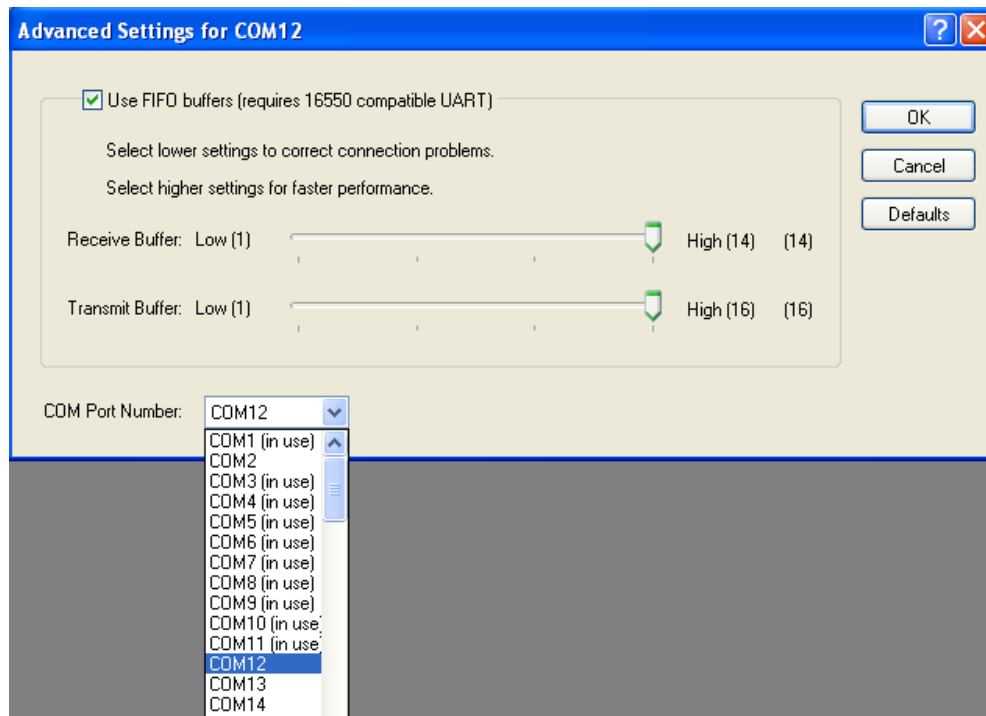 Advanced Settings for COM12
Use FIFO buffers (requires 16550 compatible UART)
OK
Select lower settings to correct connection problems.
Cancel
Select higher settings for faster performance.
Defaults
Receive Buffer: Low (1) High (14) (14)
Transmit Buffer: Low (1) High (16) (16)
COM Port Number: COM12
COM1 (in use)
COM2
COM3 (in use)
COM4 (in use)
COM5 (in use)
COM6 (in use)
COM7 (in use)
COM8 (in use)
COM9 (in use)
COM10 (in use)
COM11 (in use
COM12
COM13
COM14